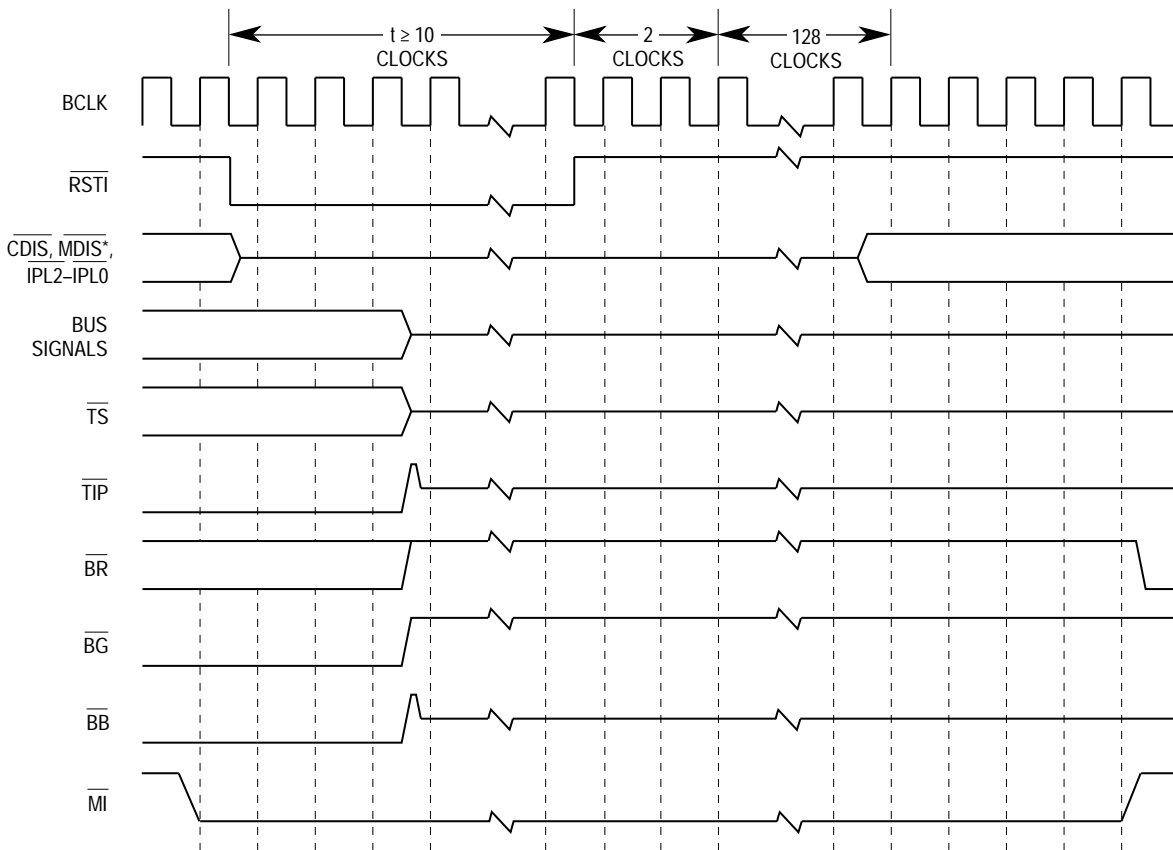 t ≥ 10
CLOCKS
2
CLOCKS
128
CLOCKS
BCLK
RSTI
CDIS, MDIS*,
IPL2–IPL0
BUS
SIGNALS
TS
TIP
BR
BG
BB
MI